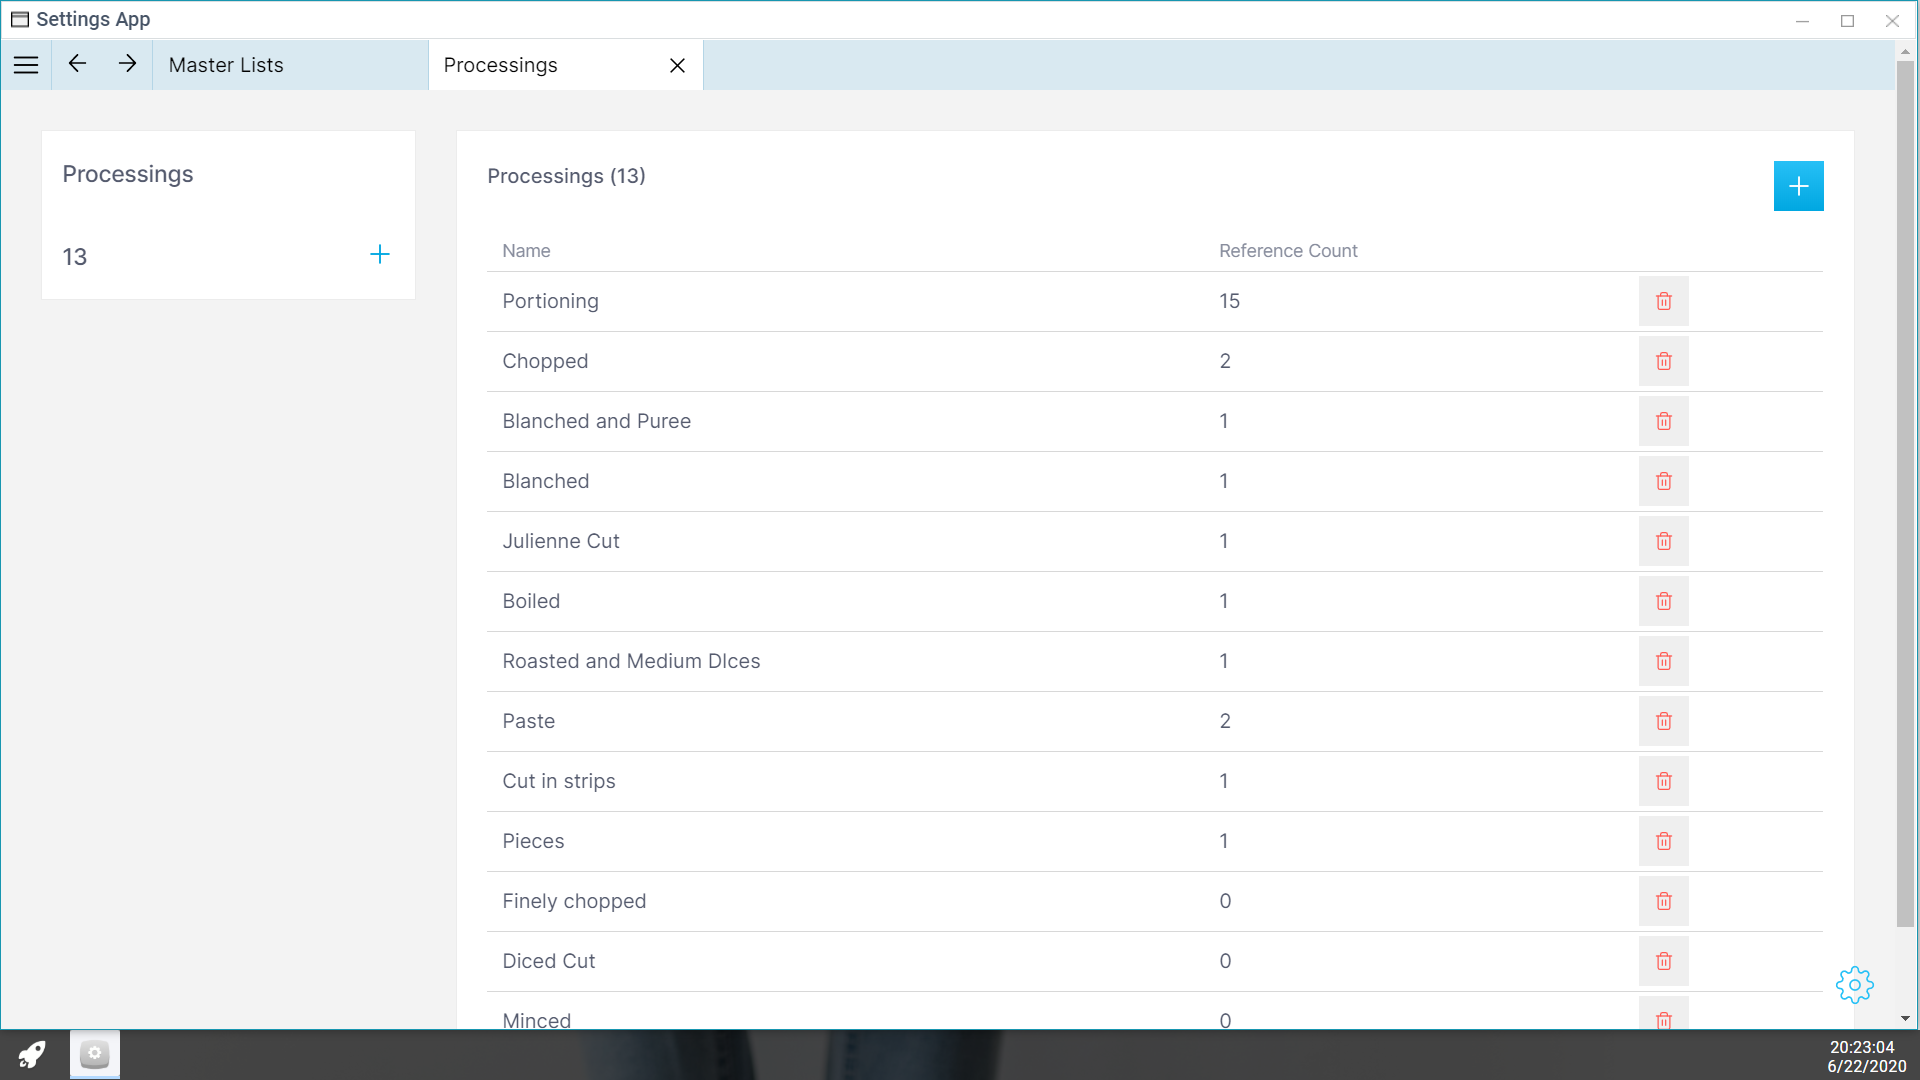 Settings App
Master Lists
Processings
Processings
13
Processings (13)
Name Reference Count
Portioning 15
Chopped 2
Blanched and Puree 1
Blanched 1
Julienne Cut 1
Boiled 1
Roasted and Medium DIces 1
Paste 2
Cut in strips 1
Pieces 1
Finely chopped 0
Diced Cut 0
Minced 0
20:23:04
6/22/2020